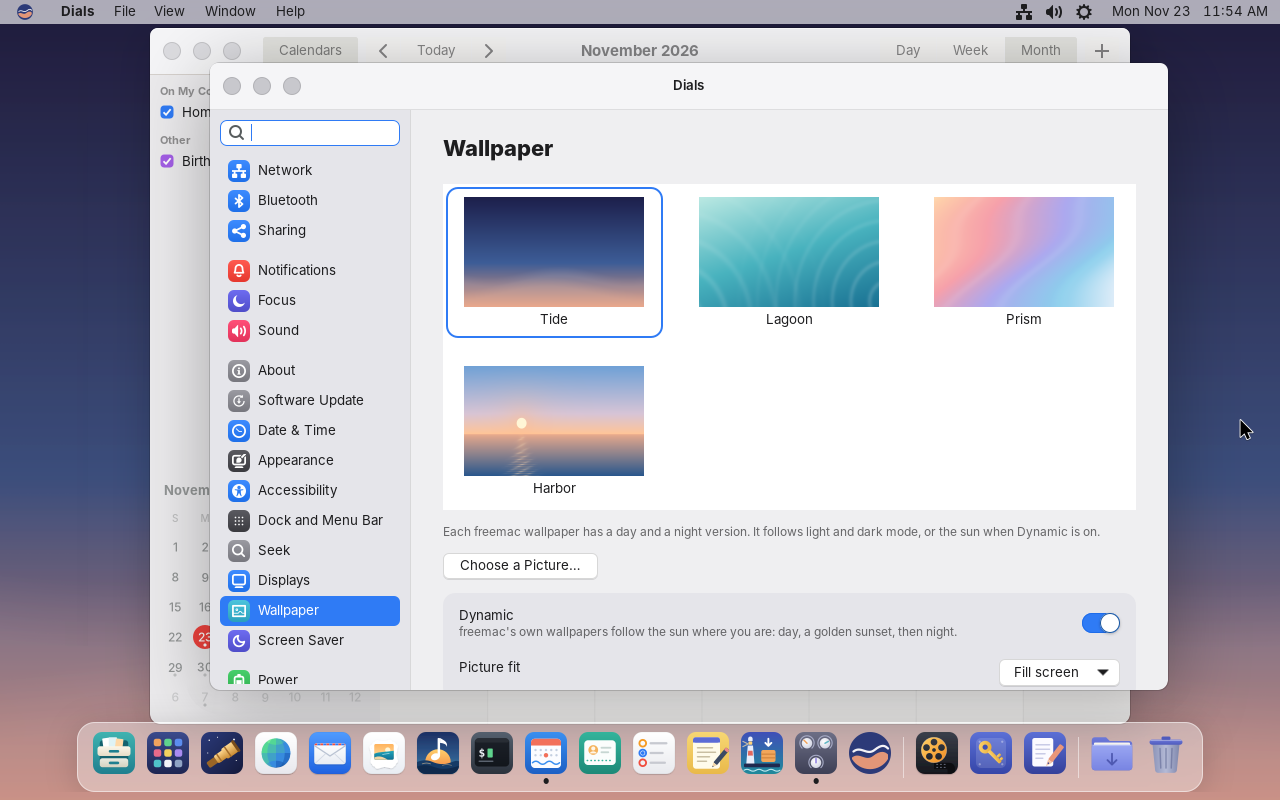 Dials File View Window Help Mon Nov 23 11:54 AM
Calendars Today November 2026 Day Week Month
Dials
On My Co
Hom
Other
Birth
Novem
S M
1 2
8 9
15 16
22 23
29 30
6 7 8 9 10 11 12
Network
Bluetooth
Sharing
Notifications
Focus
Sound
About
Software Update
Date & Time
Appearance
Accessibility
Dock and Menu Bar
Seek
Displays
Wallpaper
Screen Saver
Power
Wallpaper
Tide Lagoon Prism
Harbor
Each freemac wallpaper has a day and a night version. It follows light and dark mode, or the sun when Dynamic is on.
Choose a Picture...
Dynamic
freemac's own wallpapers follow the sun where you are: day, a golden sunset, then night.
Picture fit Fill screen
$